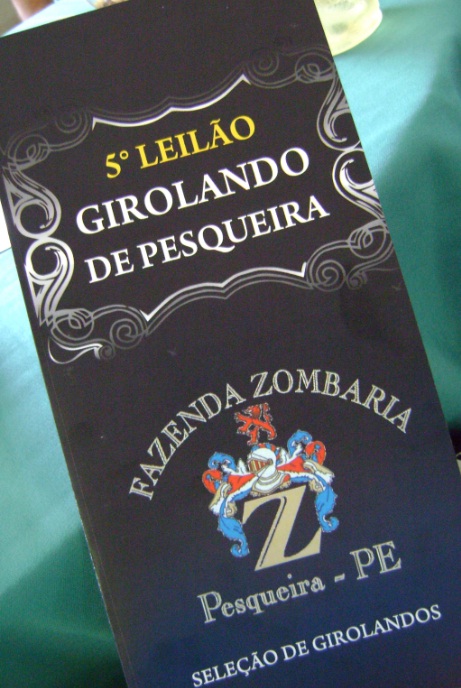 5º LEILÃO
GIROLANDO
DE PESQUEIRA
FAZENDA ZOMBARIA
Z
Pesqueira - PE
SELEÇÃO DE GIROLANDOS